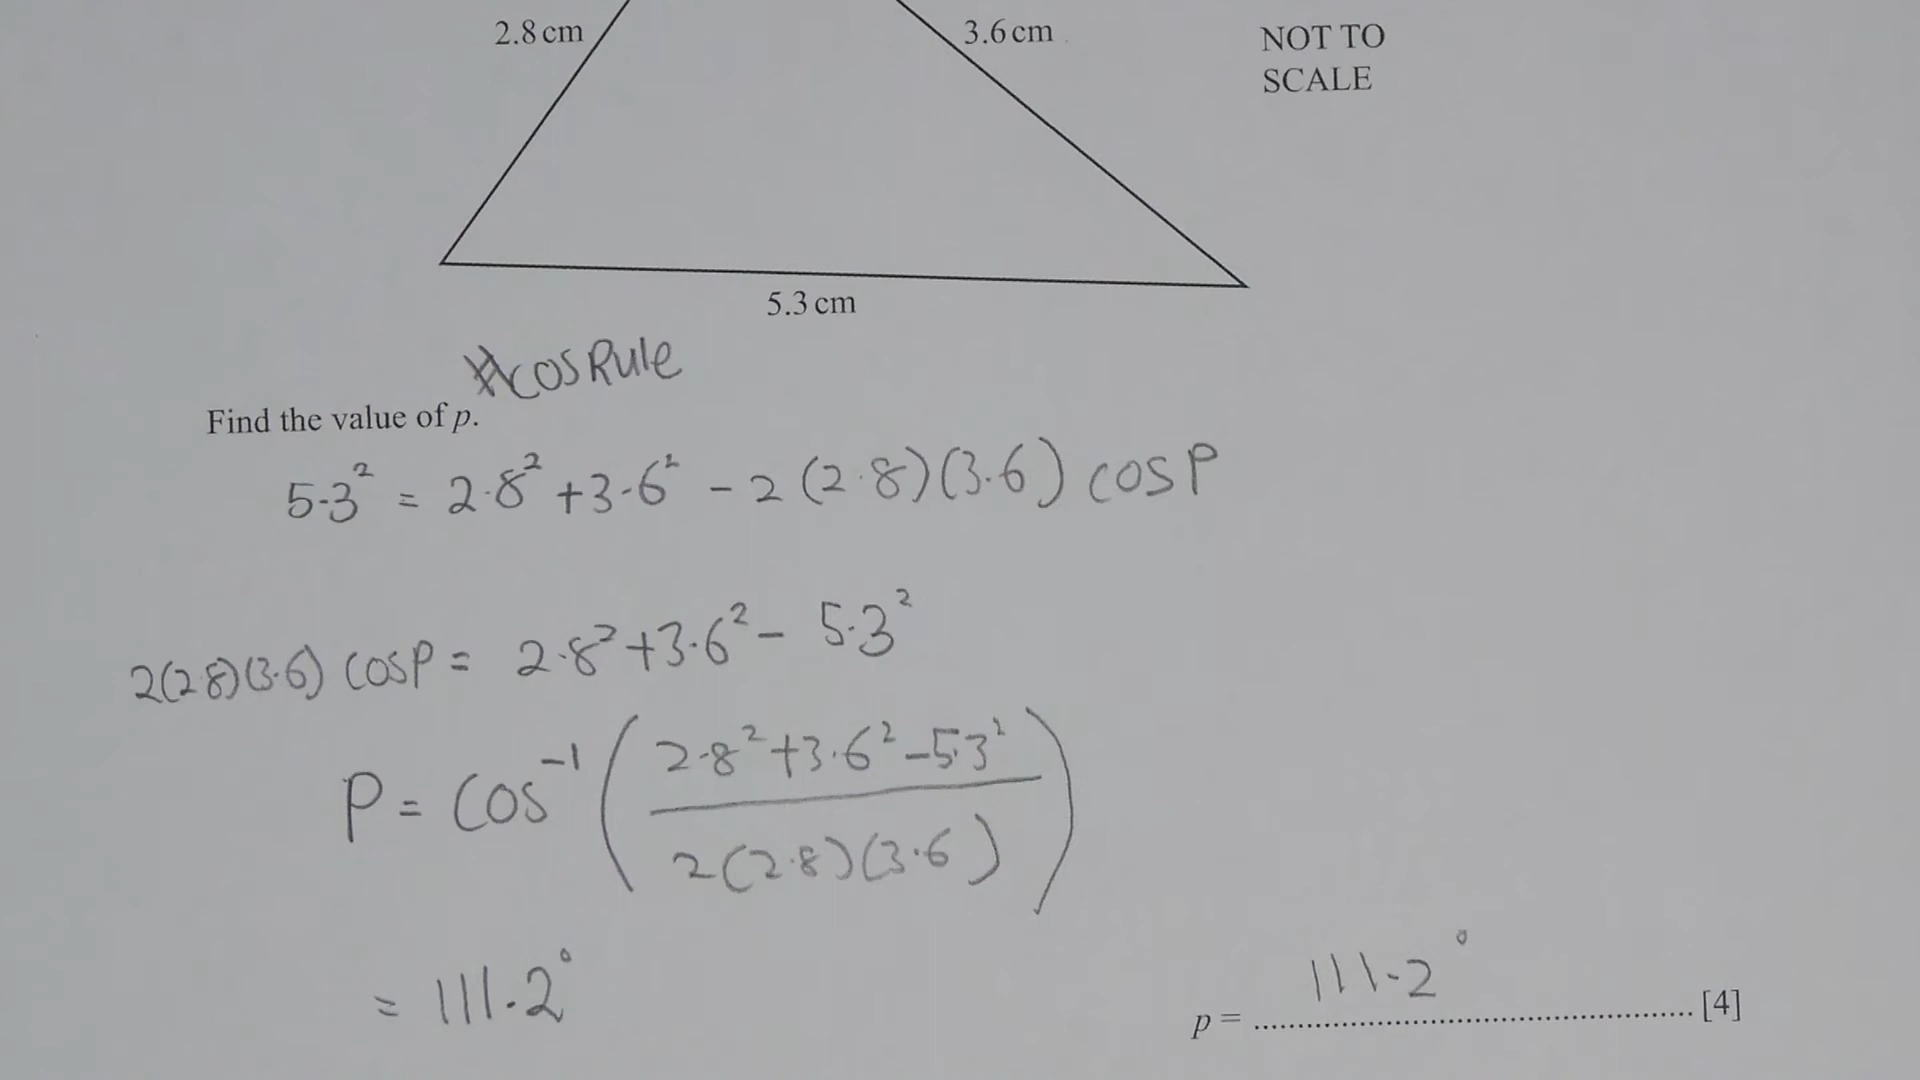 2.8 cm
3.6 cm
NOT TO
SCALE
5.3 cm
cos Rule
Find the value of p.
5.3² = 2.8² + 3.6² - 2 (2.8)(3.6) cos P
2(2.8)(3.6) cos P = 2.8² + 3.6² - 5.3²
P = cos⁻¹ ( 2.8² + 3.6² - 5.3² / 2(2.8)(3.6) )
= 111.2°
111.2°
p = .................... [4]